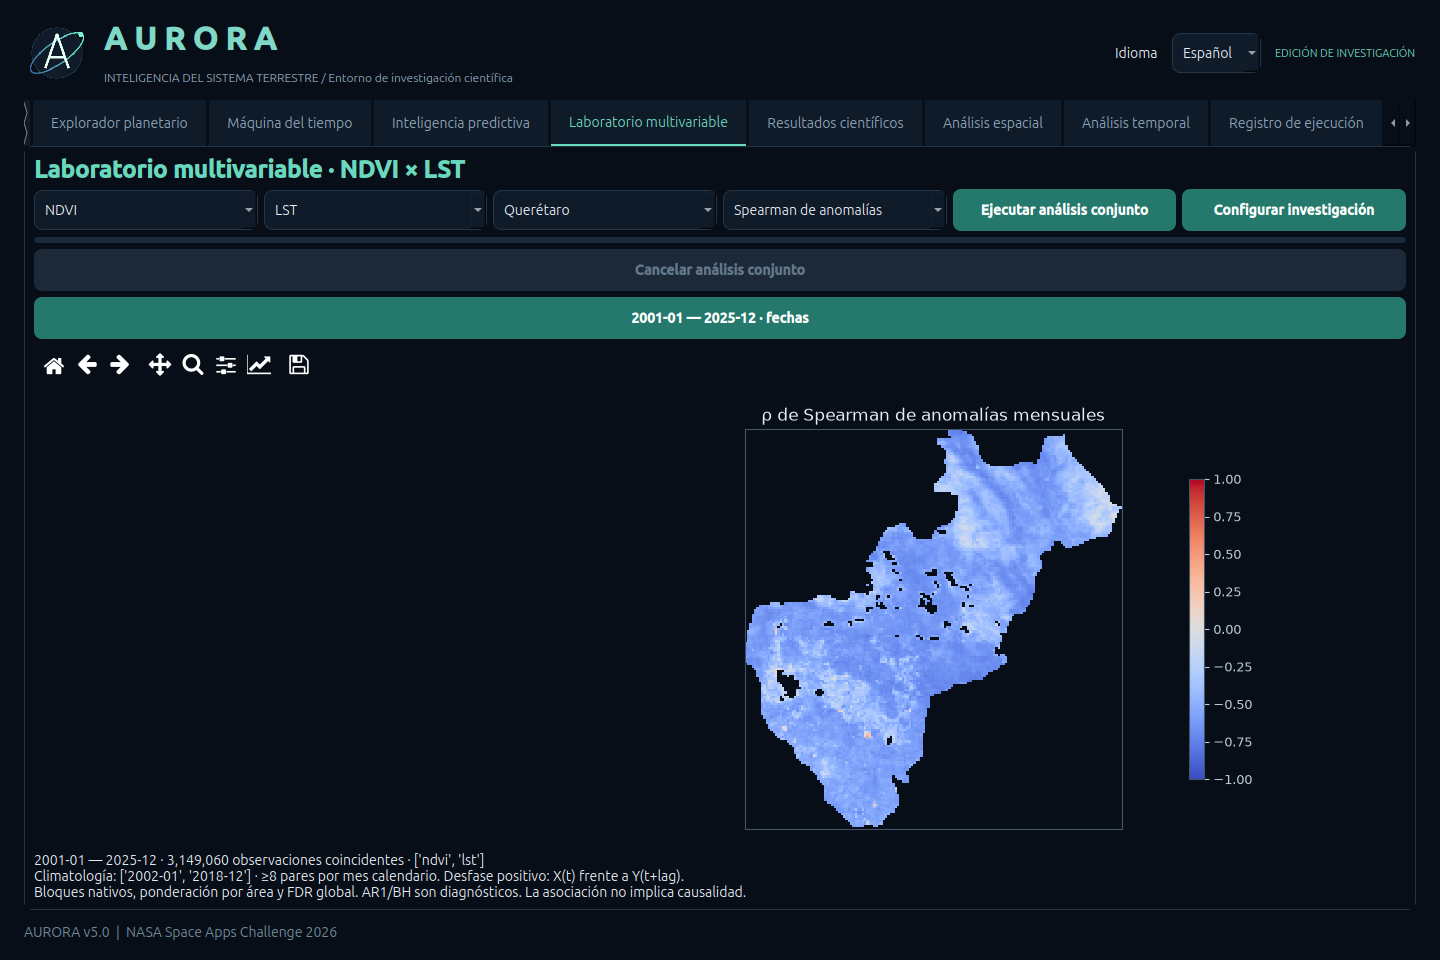 AURORA
INTELIGENCIA DEL SISTEMA TERRESTRE / Entorno de investigación científica
Idioma
Español
EDICIÓN DE INVESTIGACIÓN
Explorador planetario
Máquina del tiempo
Inteligencia predictiva
Laboratorio multivariable
Resultados científicos
Análisis espacial
Análisis temporal
Registro de ejecución
Laboratorio multivariable · NDVI × LST
NDVI
LST
Querétaro
Spearman de anomalías
Ejecutar análisis conjunto
Configurar investigación
Cancelar análisis conjunto
2001-01 — 2025-12 · fechas
ρ de Spearman de anomalías mensuales
1.00
0.75
0.50
0.25
0.00
−0.25
−0.50
−0.75
−1.00
2001-01 — 2025-12 · 3,149,060 observaciones coincidentes · ['ndvi', 'lst']
Climatología: ['2002-01', '2018-12'] · ≥8 pares por mes calendario. Desfase positivo: X(t) frente a Y(t+lag).
Bloques nativos, ponderación por área y FDR global. AR1/BH son diagnósticos. La asociación no implica causalidad.
AURORA v5.0 | NASA Space Apps Challenge 2026